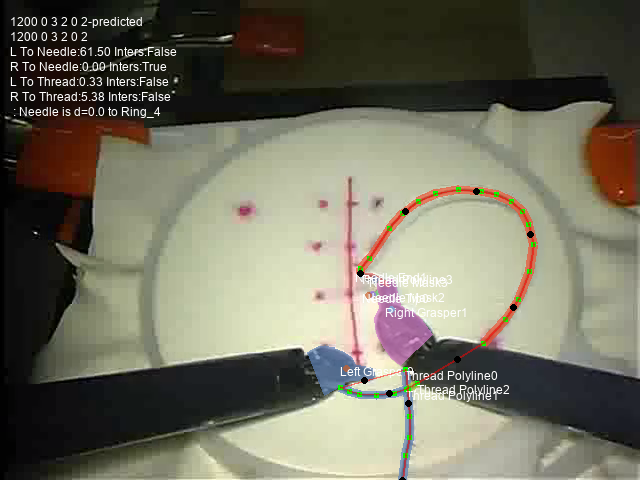 1200 0 3 2 0 2-predicted
1200 0 3 2 0 2
L To Needle:61.50 Inters:False
R To Needle:0.00 Inters:True
L To Thread:0.33 Inters:False
R To Thread:5.38 Inters:False
: Needle is d=0.0 to Ring_4
Needle Mask3
Needle Mask2
Right Grasper1
Thread Polyline0
Thread Polyline2
Thread Polyline1